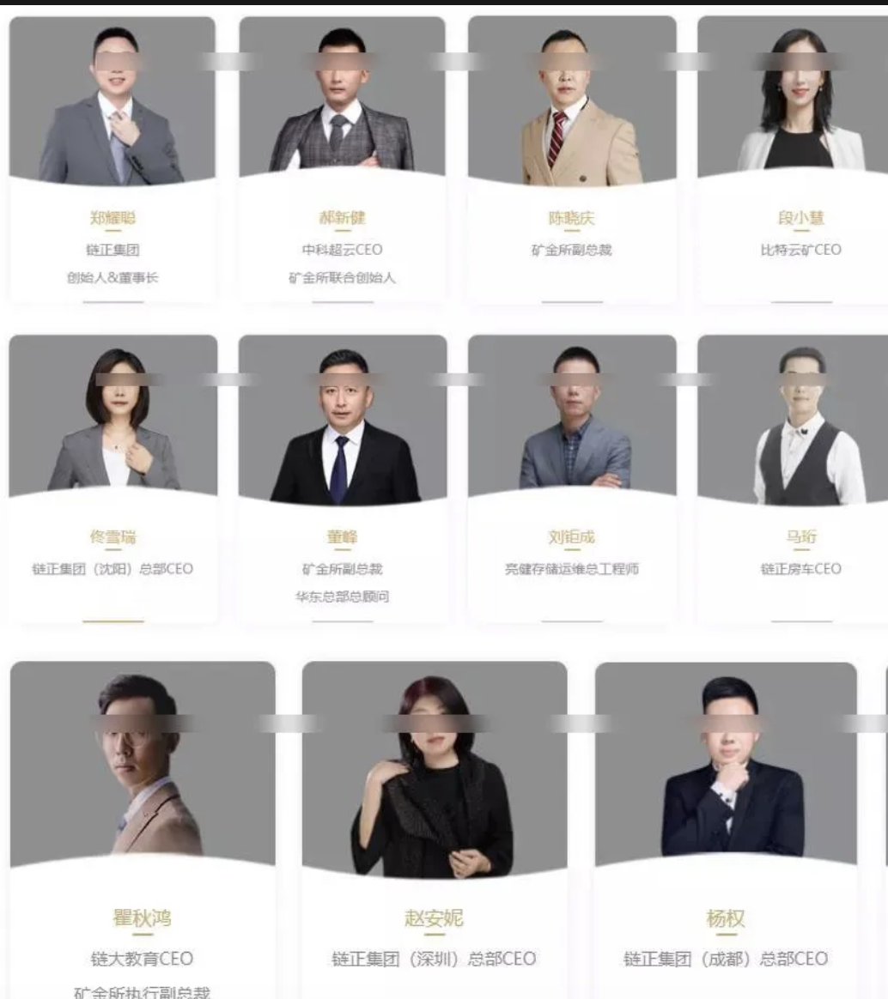 郑耀聪
链正集团
创始人&董事长
郝新健
中科超云CEO
矿金所联合创始人
陈晓庆
矿金所副总裁
段小慧
比特云矿CEO
佟雪瑞
链正集团（沈阳）总部CEO
董峰
矿金所副总裁
华东总部总顾问
刘钜成
亮健存储运维总工程师
马珩
链正房车CEO
瞿秋鸿
链大教育CEO
矿金所执行副总裁
赵安妮
链正集团（深圳）总部CEO
杨权
链正集团（成都）总部CEO